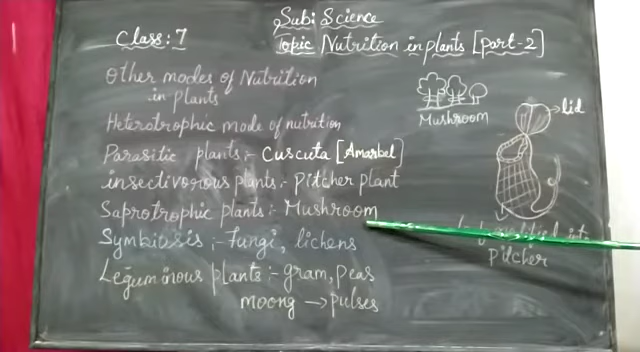 Sub: Science
Class: 7
Topic Nutrition in plants [part-2]
Other modes of Nutrition
in plants
Heterotrophic mode of nutrition
Parasitic plants:- Cuscuta [Amarbel]
insectivorous plants:- Pitcher plant
Saprotrophic plants:- Mushroom
Symbiosis :- Fungi, lichens
Leguminous plants :- gram, peas
moong → pulses
Mushroom
lid
pitcher